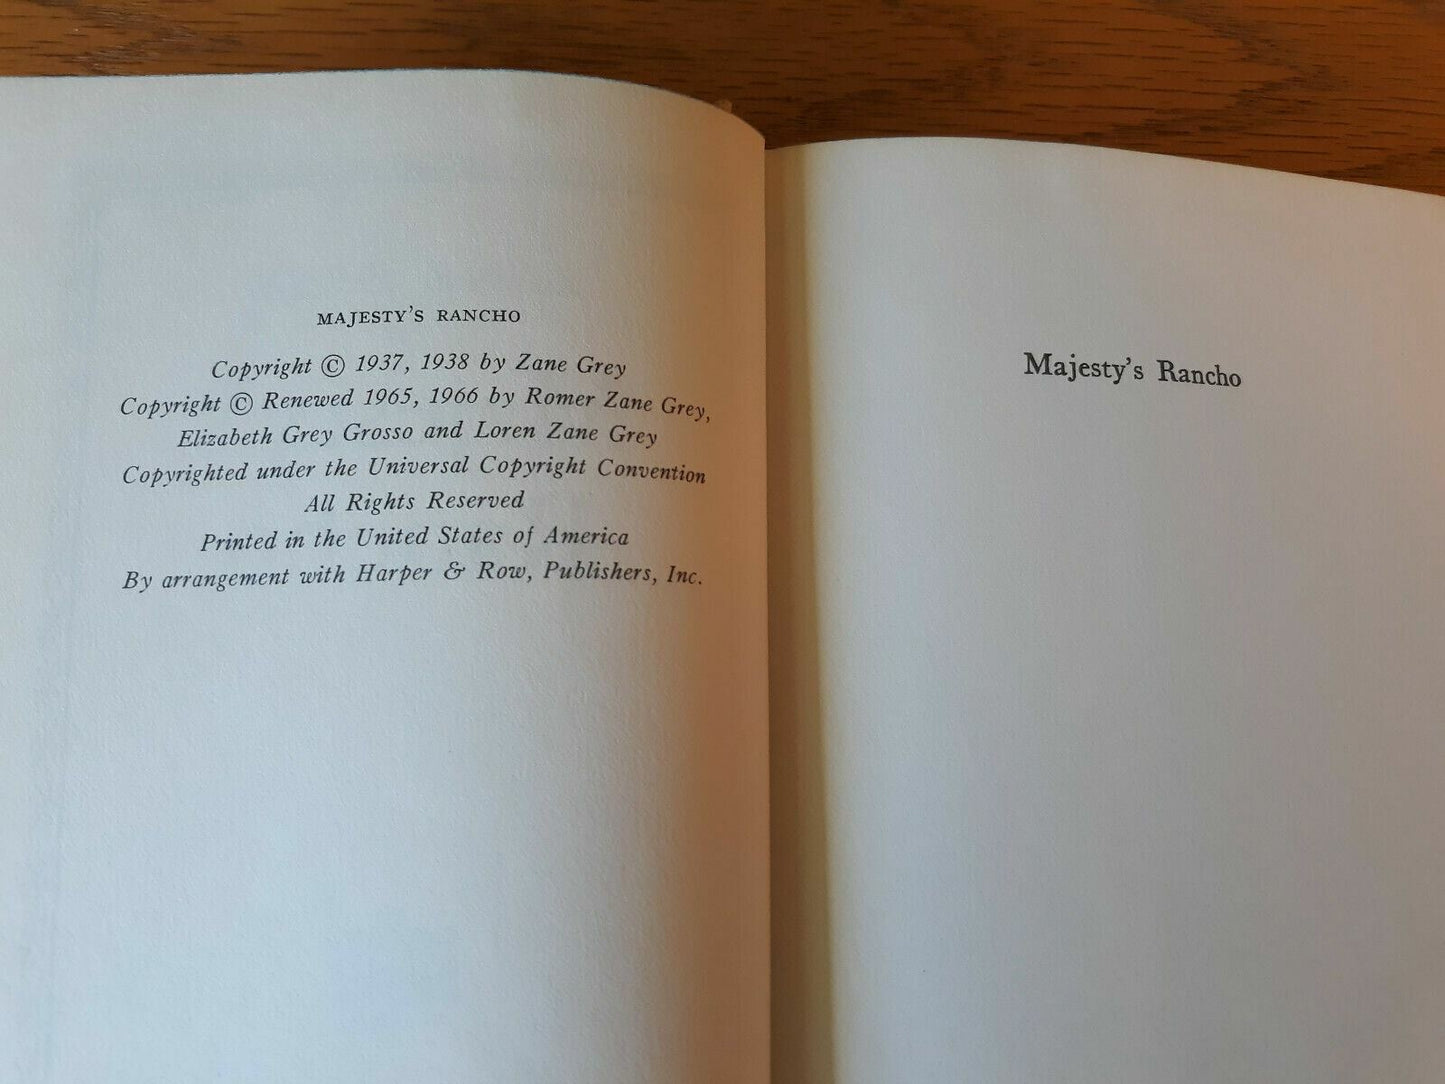 MAJESTY'S RANCHO
Copyright © 1937, 1938 by Zane Grey
Copyright © Renewed 1965, 1966 by Romer Zane Grey,
Elizabeth Grey Grosso and Loren Zane Grey
Copyrighted under the Universal Copyright Convention
All Rights Reserved
Printed in the United States of America
By arrangement with Harper & Row, Publishers, Inc.
Majesty's Rancho